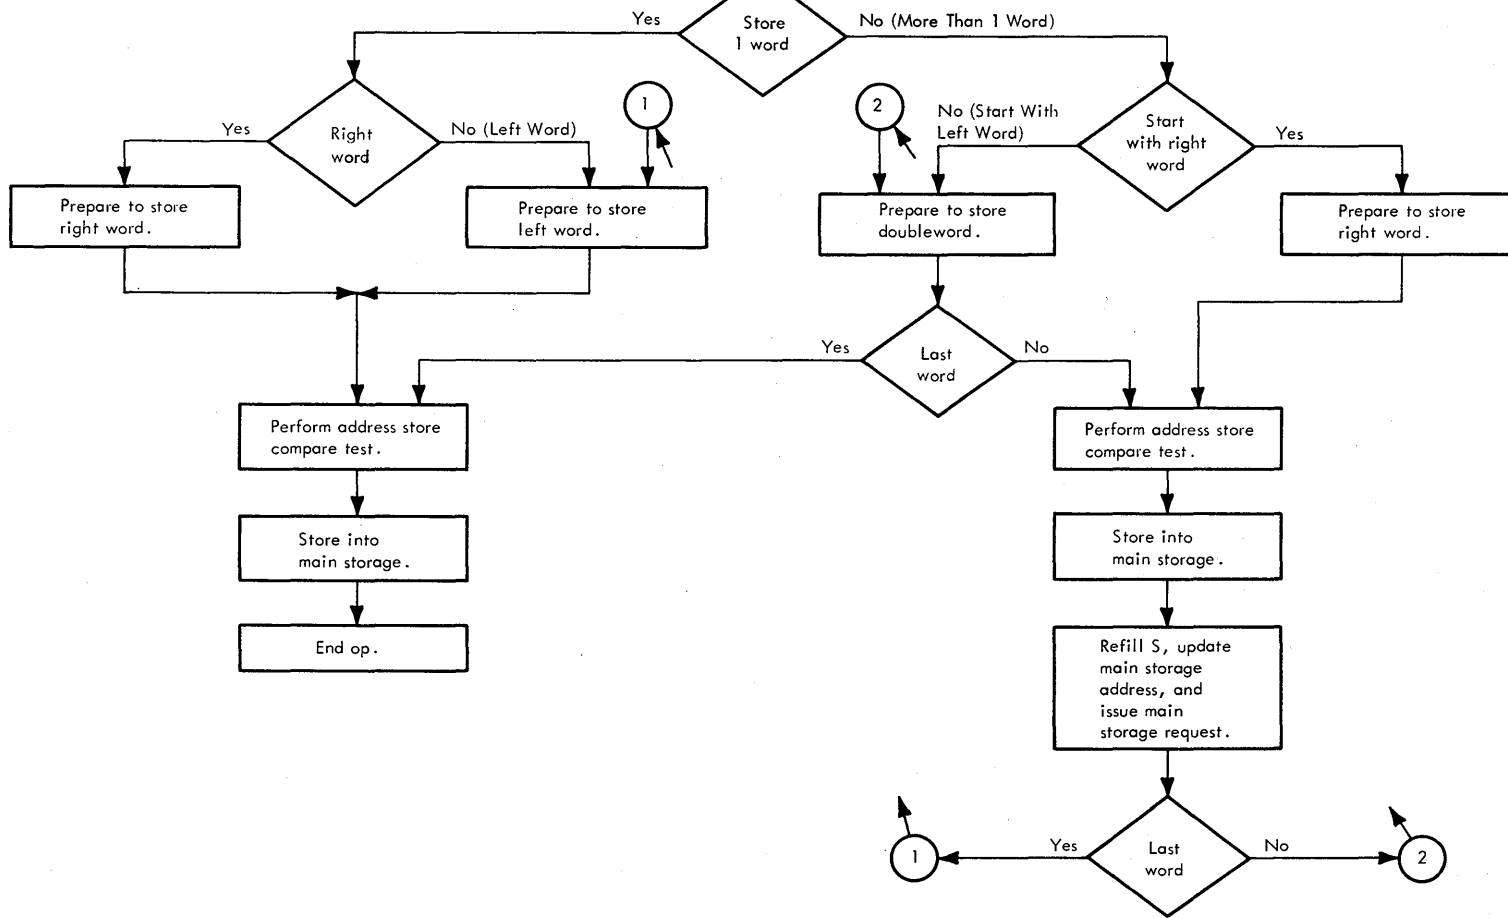 Yes
Store
1 word
No (More Than 1 Word)
1
2
Yes
Right
word
No (Left Word)
No (Start With
Left Word)
Start
with right
word
Yes
Prepare to store
right word.
Prepare to store
left word.
Prepare to store
doubleword.
Prepare to store
right word.
Yes
Last
word
No
Perform address store
compare test.
Perform address store
compare test.
Store into
main storage.
Store into
main storage.
End op.
Refill S, update
main storage
address, and
issue main
storage request.
1
Yes
Last
word
No
2